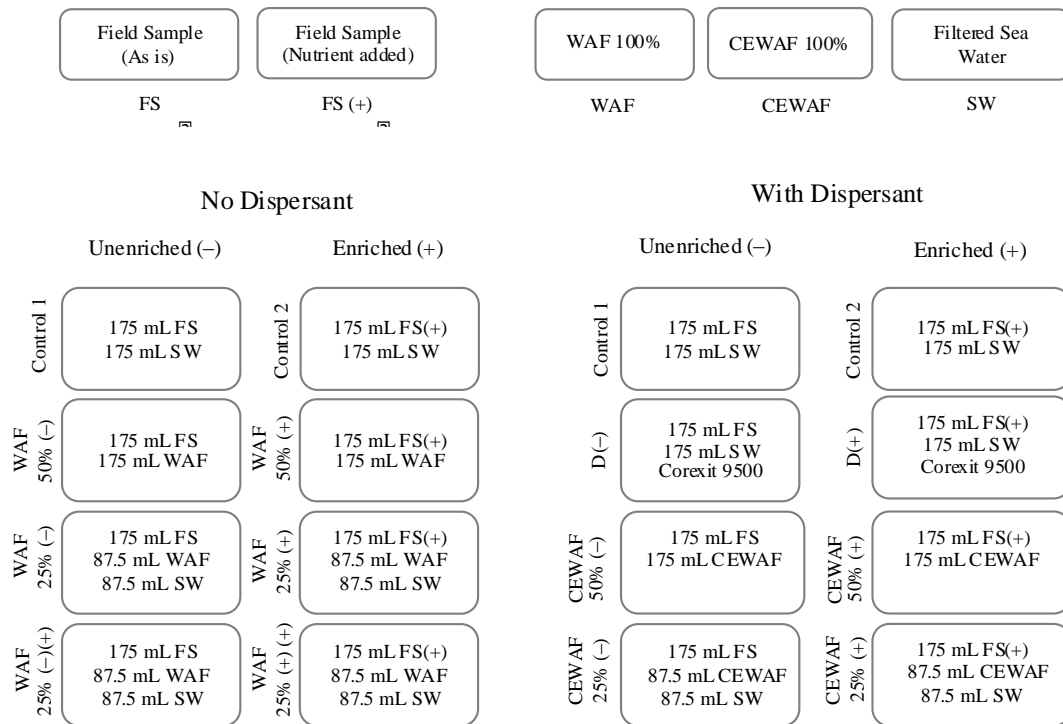 Field Sample
(As is)
Field Sample
(Nutrient added)
WAF 100%
CEWAF 100%
Filtered Sea
Water
FS
FS (+)
WAF
CEWAF
SW
No Dispersant
With Dispersant
Unenriched (–)
Enriched (+)
Unenriched (–)
Enriched (+)
Control 1
175 mL FS
175 mL SW
Control 2
175 mL FS(+)
175 mL SW
Control 1
175 mL FS
175 mL SW
Control 2
175 mL FS(+)
175 mL SW
WAF
50% (–)
175 mL FS
175 mL WAF
WAF
50% (+)
175 mL FS(+)
175 mL WAF
D(–)
175 mL FS
175 mL SW
Corexit 9500
D(+)
175 mL FS(+)
175 mL SW
Corexit 9500
WAF
25% (–)
175 mL FS
87.5 mL WAF
87.5 mL SW
WAF
25% (+)
175 mL FS(+)
87.5 mL WAF
87.5 mL SW
CEWAF
50% (–)
175 mL FS
175 mL CEWAF
CEWAF
50% (+)
175 mL FS(+)
175 mL CEWAF
WAF
25% (–)(+)
175 mL FS
87.5 mL WAF
87.5 mL SW
WAF
25% (+) (+)
175 mL FS(+)
87.5 mL WAF
87.5 mL SW
CEWAF
25% (–)
175 mL FS
87.5 mL CEWAF
87.5 mL SW
CEWAF
25% (+)
175 mL FS(+)
87.5 mL CEWAF
87.5 mL SW